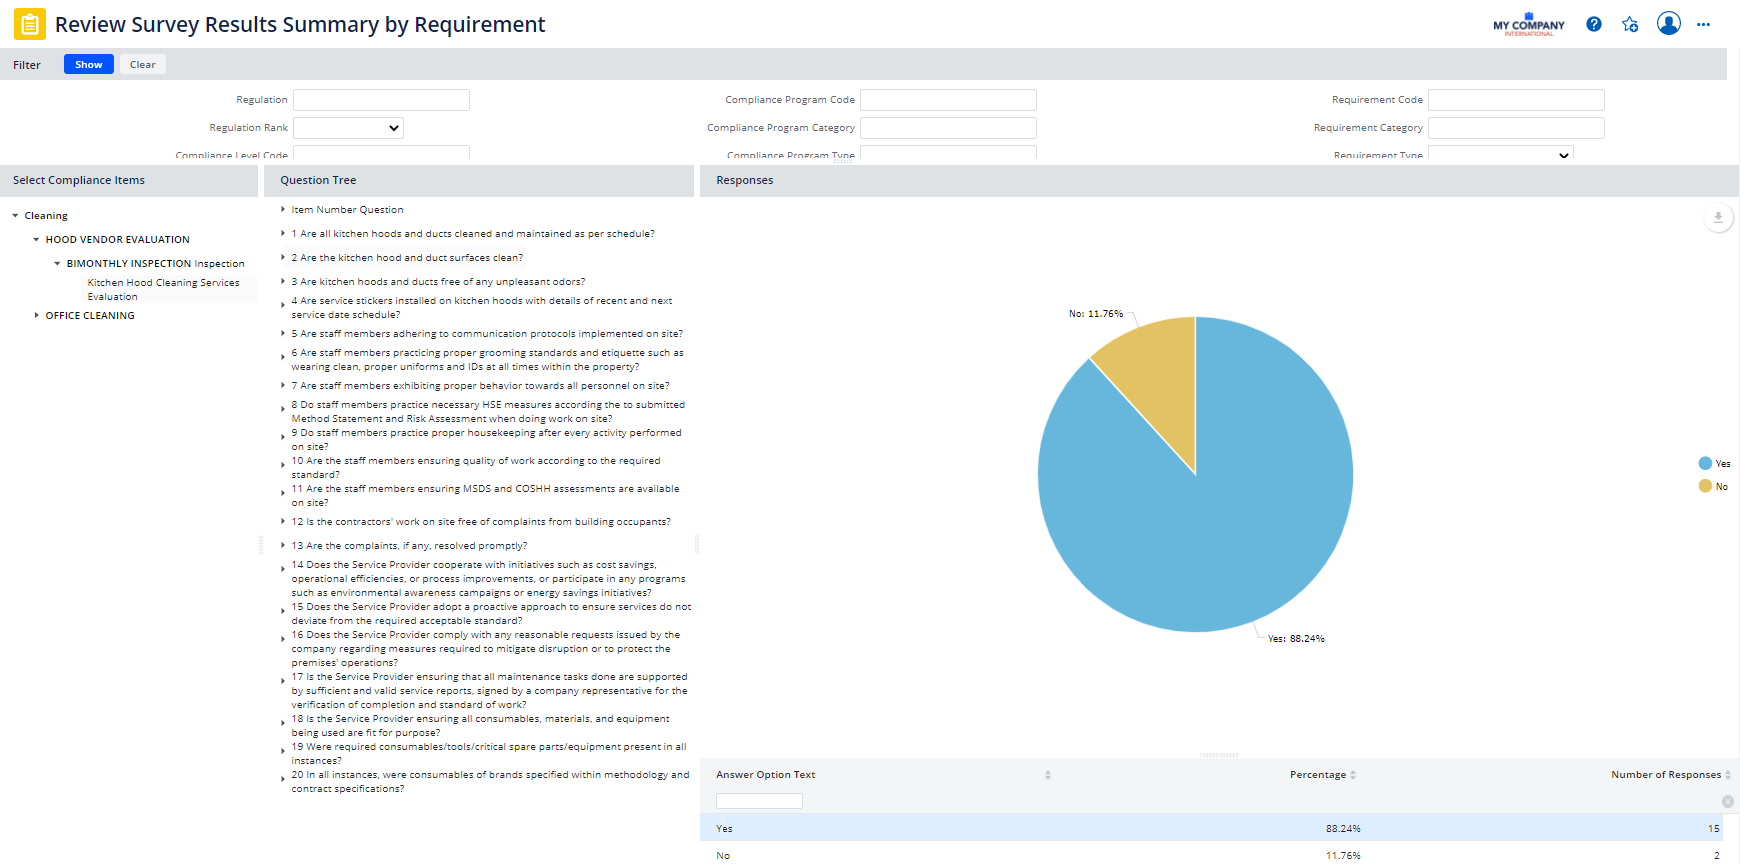 Review Survey Results Summary by Requirement
MY COMPANY
INTERNATIONAL
Filter
Show
Clear
Regulation
Compliance Program Code
Requirement Code
Regulation Rank
Compliance Program Category
Requirement Category
Compliance Level Code
Compliance Program Type
Requirement Type
Select Compliance Items
Cleaning
HOOD VENDOR EVALUATION
BIMONTHLY INSPECTION Inspection
Kitchen Hood Cleaning Services
Evaluation
OFFICE CLEANING
Question Tree
Item Number Question
1 Are all kitchen hoods and ducts cleaned and maintained as per schedule?
2 Are the kitchen hood and duct surfaces clean?
3 Are kitchen hoods and ducts free of any unpleasant odors?
4 Are service stickers installed on kitchen hoods with details of recent and next
service date schedule?
5 Are staff members adhering to communication protocols implemented on site?
6 Are staff members practicing proper grooming standards and etiquette such as
wearing clean, proper uniforms and IDs at all times within the property?
7 Are staff members exhibiting proper behavior towards all personnel on site?
8 Do staff members practice necessary HSE measures according the to submitted
Method Statement and Risk Assessment when doing work on site?
9 Do staff members practice proper housekeeping after every activity performed
on site?
10 Are the staff members ensuring quality of work according to the required
standard?
11 Are the staff members ensuring MSDS and COSHH assessments are available
on site?
12 Is the contractors' work on site free of complaints from building occupants?
13 Are the complaints, if any, resolved promptly?
14 Does the Service Provider cooperate with initiatives such as cost savings,
operational efficiencies, or process improvements, or participate in any programs
such as environmental awareness campaigns or energy savings initiatives?
15 Does the Service Provider adopt a proactive approach to ensure services do not
deviate from the required acceptable standard?
16 Does the Service Provider comply with any reasonable requests issued by the
company regarding measures required to mitigate disruption or to protect the
premises' operations?
17 Is the Service Provider ensuring that all maintenance tasks done are supported
by sufficient and valid service reports, signed by a company representative for the
verification of completion and standard of work?
18 Is the Service Provider ensuring all consumables, materials, and equipment
being used are fit for purpose?
19 Were required consumables/tools/critical spare parts/equipment present in all
instances?
20 In all instances, were consumables of brands specified within methodology and
contract specifications?
Responses
No: 11.76%
Yes: 88.24%
Yes
No
Answer Option Text
Percentage
Number of Responses
Yes
88.24%
15
No
11.76%
2